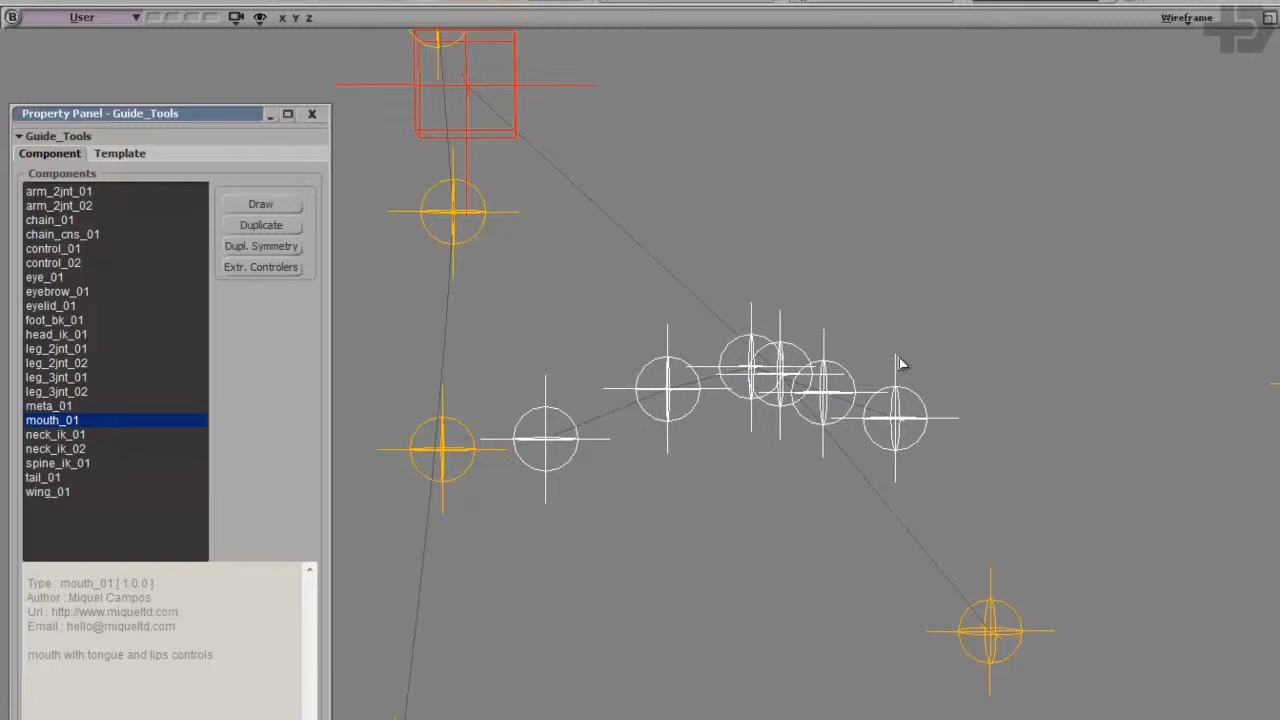 B User X Y Z Wireframe
Property Panel - Guide_Tools
Guide_Tools
Component Template
Components
arm_2jnt_01
arm_2jnt_02
chain_01
chain_cns_01
control_01
control_02
eye_01
eyebrow_01
eyelid_01
foot_bk_01
head_ik_01
leg_2jnt_01
leg_2jnt_02
leg_3jnt_01
leg_3jnt_02
meta_01
mouth_01
neck_ik_01
neck_ik_02
spine_ik_01
tail_01
wing_01
Draw
Duplicate
Dupl. Symmetry
Extr. Controlers
Type : mouth_01 [ 1.0.0 ]
Author : Miquel Campos
Url : http://www.miqueltd.com
Email : hello@miqueltd.com
mouth with tongue and lips controls